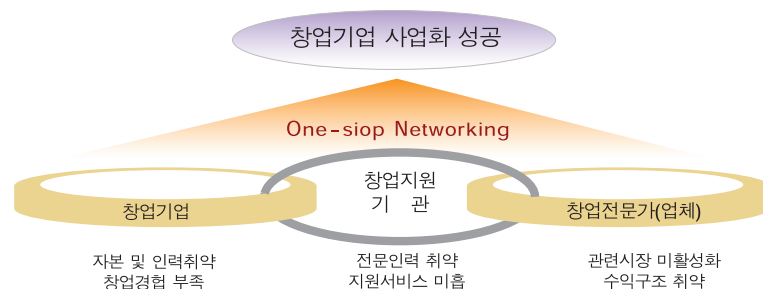 창업기업 사업화 성공
One-siop Networking
창업지원
기 관
창업기업
창업전문가(업체)
자본 및 인력취약
창업경험 부족
전문인력 취약
지원서비스 미흡
관련시장 미활성화
수익구조 취약